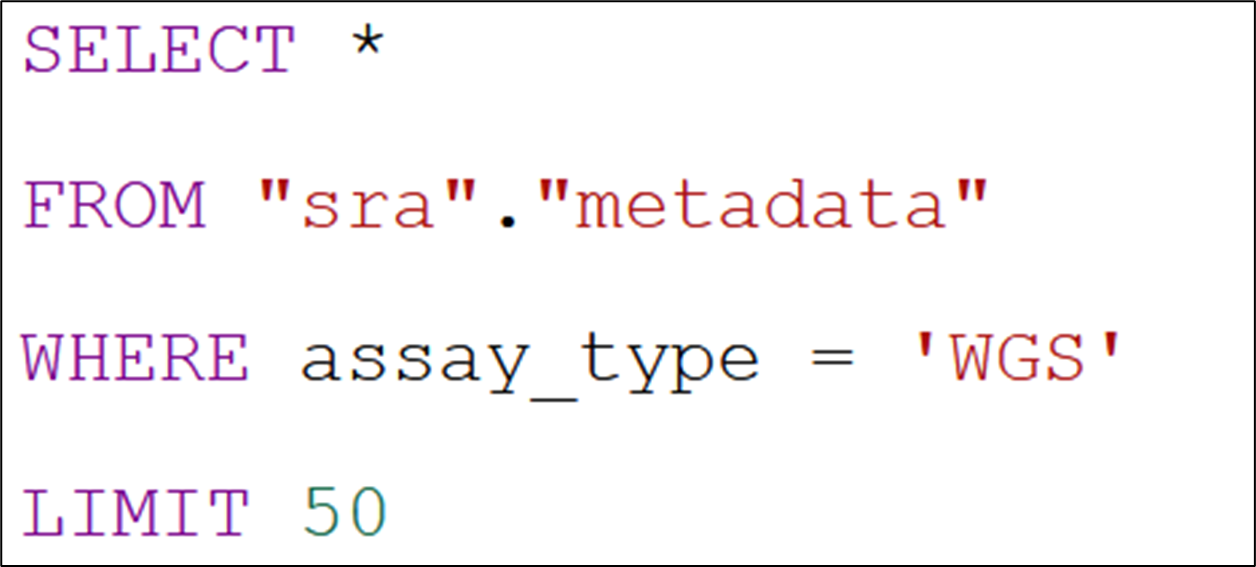 SELECT *
FROM "sra"."metadata"
WHERE assay_type = 'WGS'
LIMIT 50